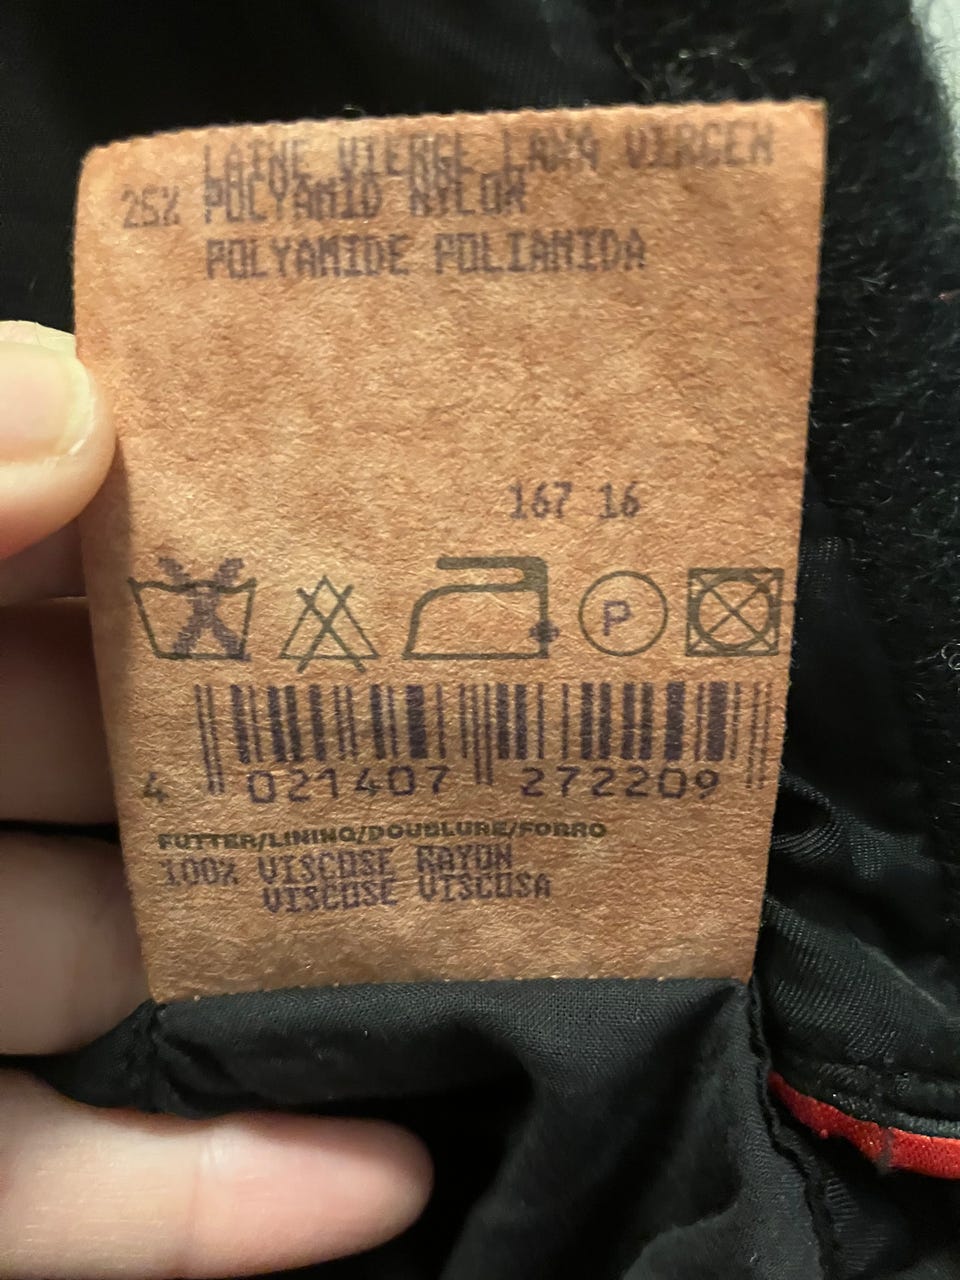 LAINE VIERGE LANA VIRGEN
25% POLYAMID NYLON
POLYAMIDE POLIAMIDA
167 16
P
4 021407 272209
FUTTER/LINING/DOUBLURE/FORRO
100% VISCOSE RAYON
VISCOSE VISCOSA